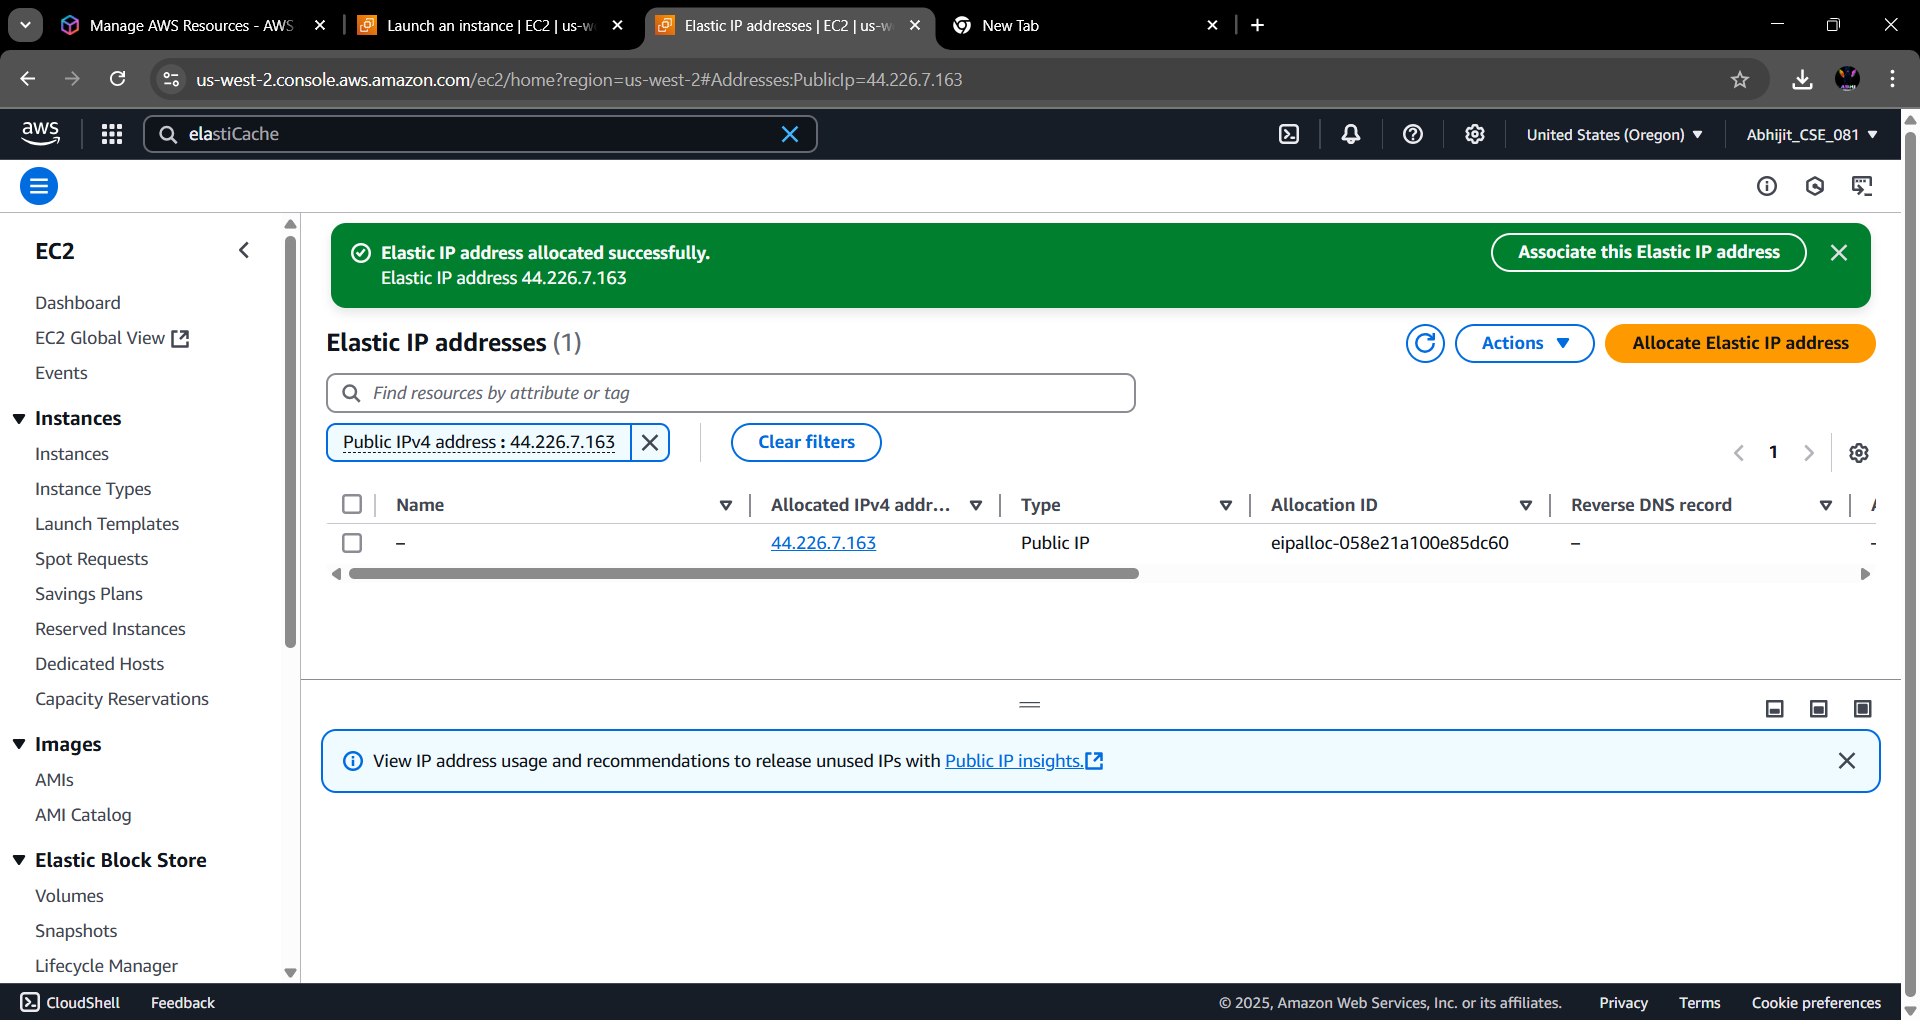 Manage AWS Resources - AWS
Launch an instance | EC2 | us-we
Elastic IP addresses | EC2 | us-w
New Tab
us-west-2.console.aws.amazon.com/ec2/home?region=us-west-2#Addresses:PublicIp=44.226.7.163
aws
elastiCache
United States (Oregon)
Abhijit_CSE_081
EC2
Dashboard
EC2 Global View
Events
Instances
Instances
Instance Types
Launch Templates
Spot Requests
Savings Plans
Reserved Instances
Dedicated Hosts
Capacity Reservations
Images
AMIs
AMI Catalog
Elastic Block Store
Volumes
Snapshots
Lifecycle Manager
Elastic IP address allocated successfully.
Elastic IP address 44.226.7.163
Associate this Elastic IP address
Elastic IP addresses (1)
Actions
Allocate Elastic IP address
Find resources by attribute or tag
Public IPv4 address : 44.226.7.163
Clear filters
1
Name
Allocated IPv4 addr...
Type
Allocation ID
Reverse DNS record
–
44.226.7.163
Public IP
eipalloc-058e21a100e85dc60
–
View IP address usage and recommendations to release unused IPs with Public IP insights.
CloudShell
Feedback
© 2025, Amazon Web Services, Inc. or its affiliates.
Privacy
Terms
Cookie preferences